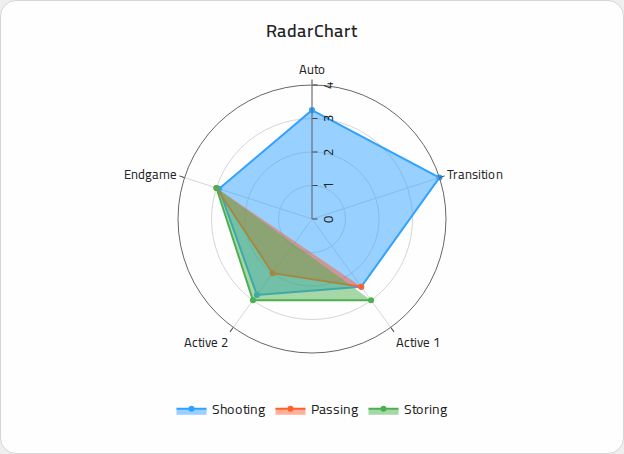 RadarChart
Auto
4
3
2
1
0
Transition
Endgame
Active 2
Active 1
Shooting
Passing
Storing